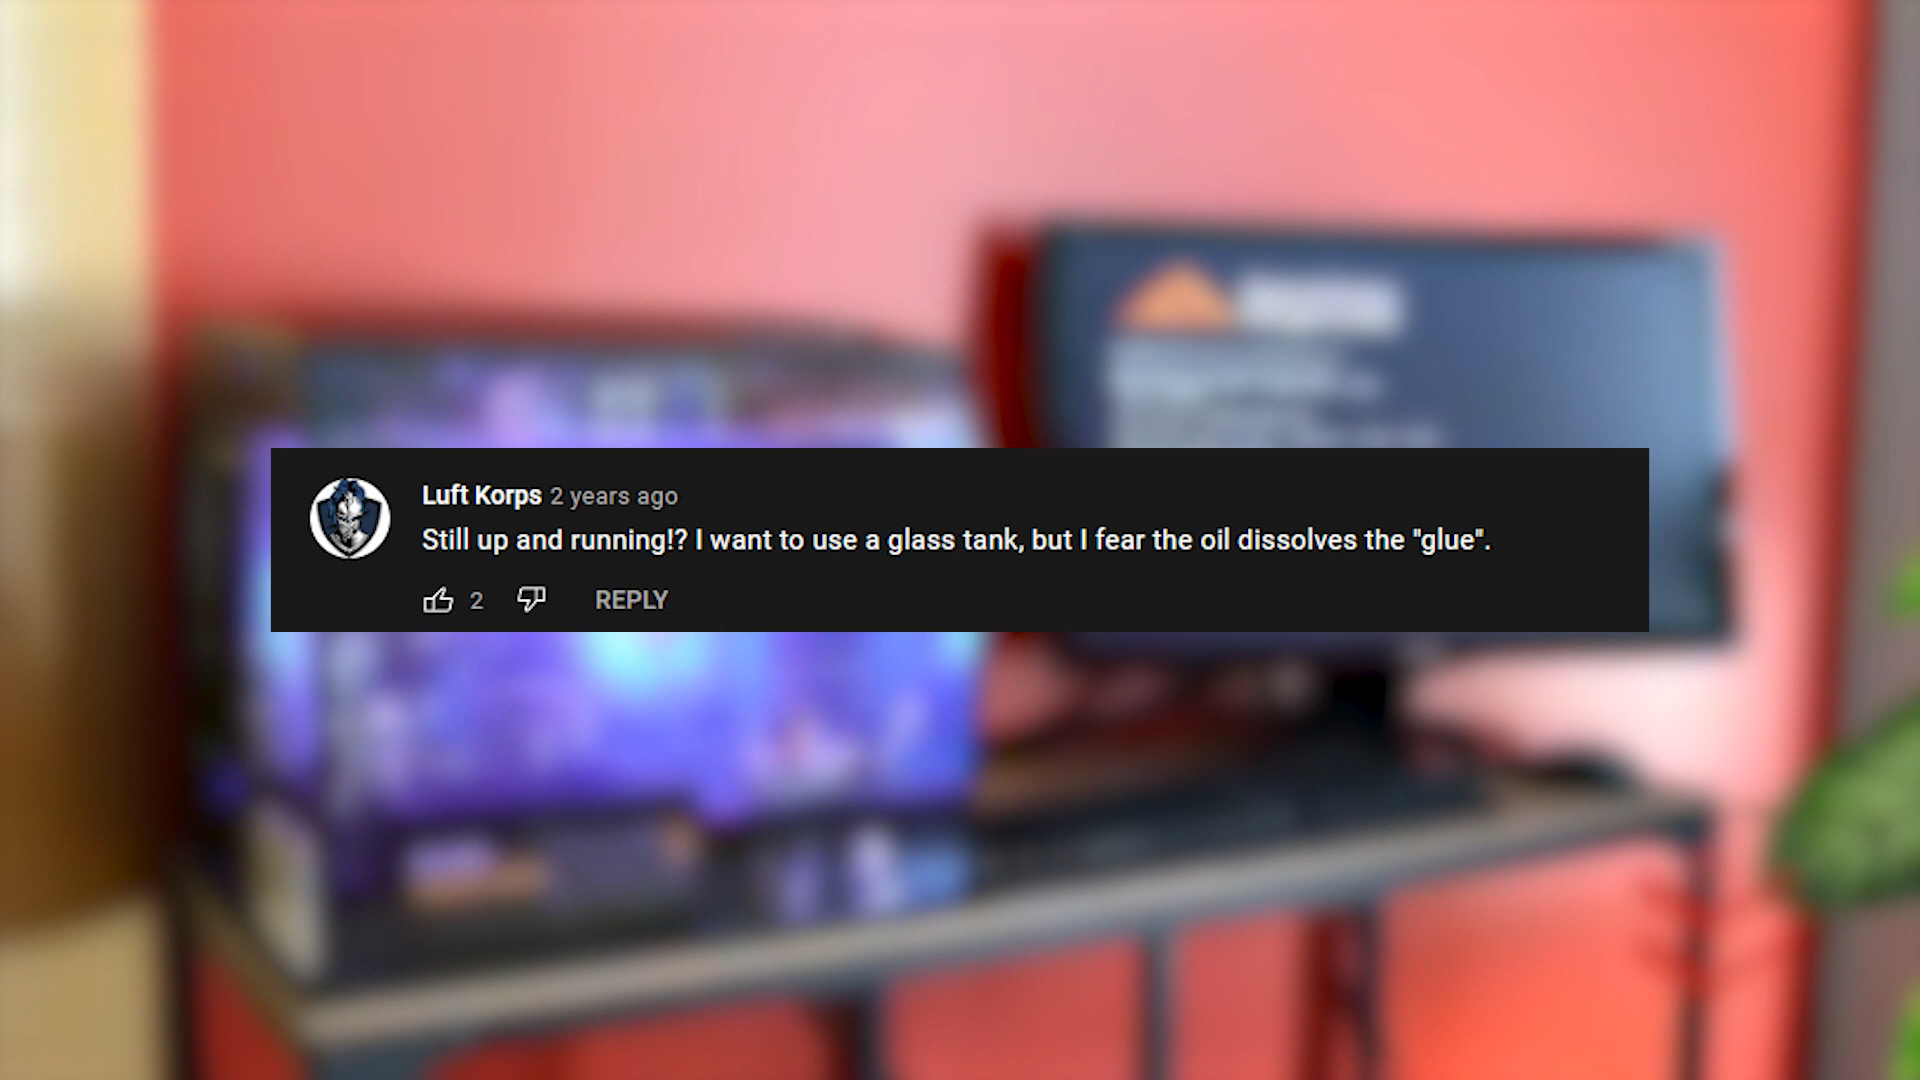 Luft Korps 2 years ago
Still up and running!? I want to use a glass tank, but I fear the oil dissolves the "glue".
2 REPLY